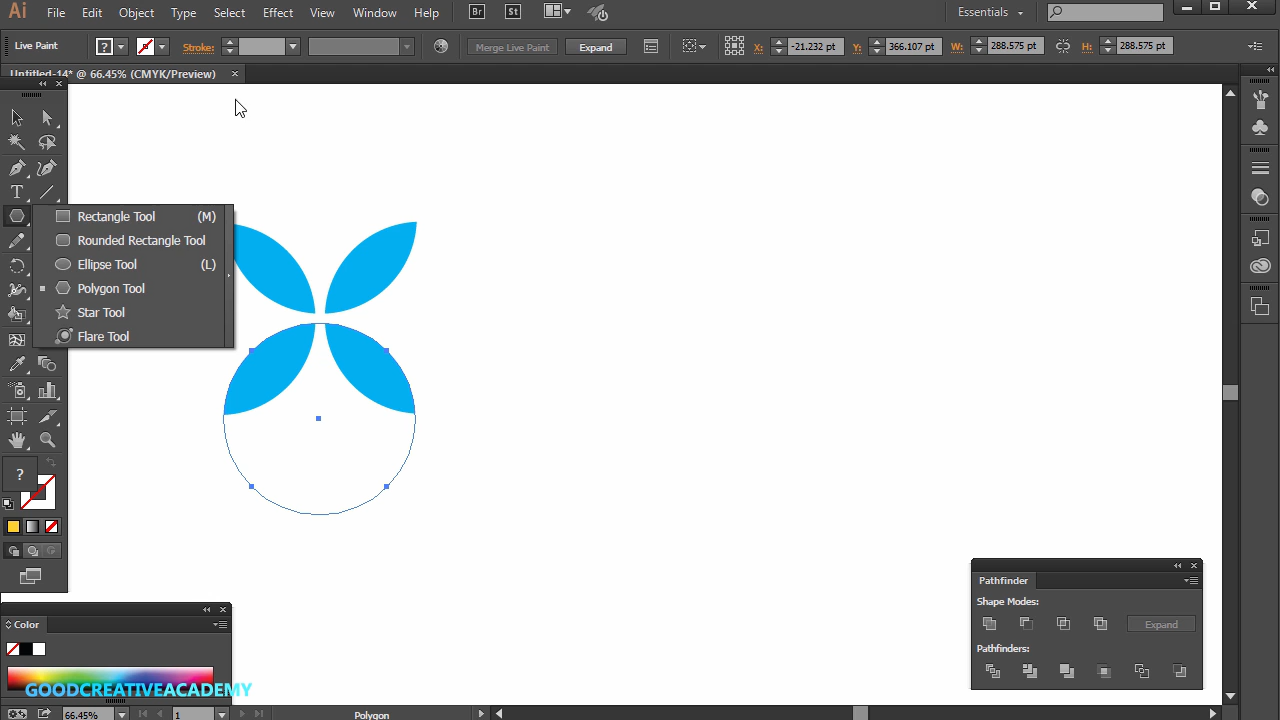 Ai File Edit Object Type Select Effect View Window Help Br St Essentials
Live Paint ? Stroke: Merge Live Paint Expand X: -21.232 pt Y: 366.107 pt W: 288.575 pt H: 288.575 pt
Untitled-14* @ 66.45% (CMYK/Preview) ×
Rectangle Tool (M)
Rounded Rectangle Tool
Ellipse Tool (L)
Polygon Tool
Star Tool
Flare Tool
?
Pathfinder
Shape Modes:
Expand
Pathfinders:
Color
GOODCREATIVEACADEMY
66.45% 1 Polygon